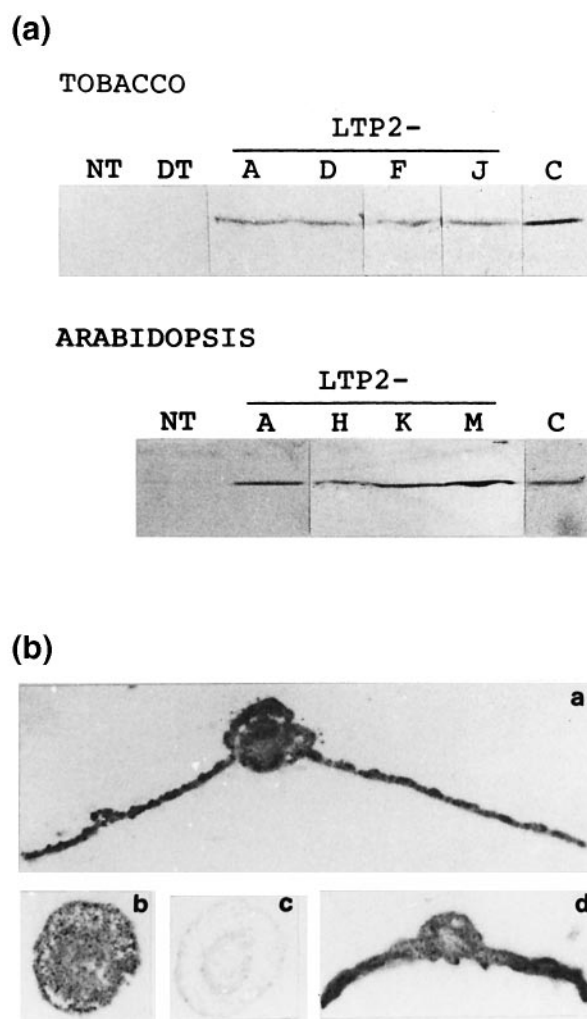 (a)
TOBACCO
LTP2-
NT DT A D F J C
ARABIDOPSIS
LTP2-
NT A H K M C
(b)
a
b c d